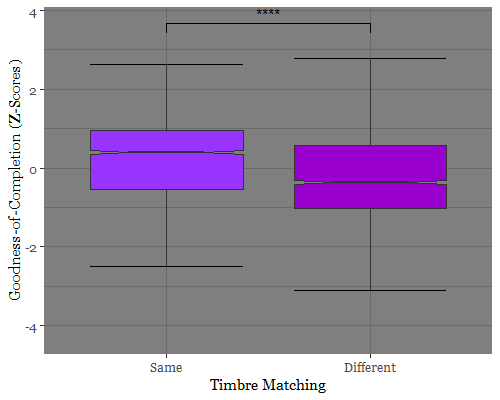 ****
4
2
0
-2
-4
Goodness-of-Completion (Z-Scores)
Same Different
Timbre Matching